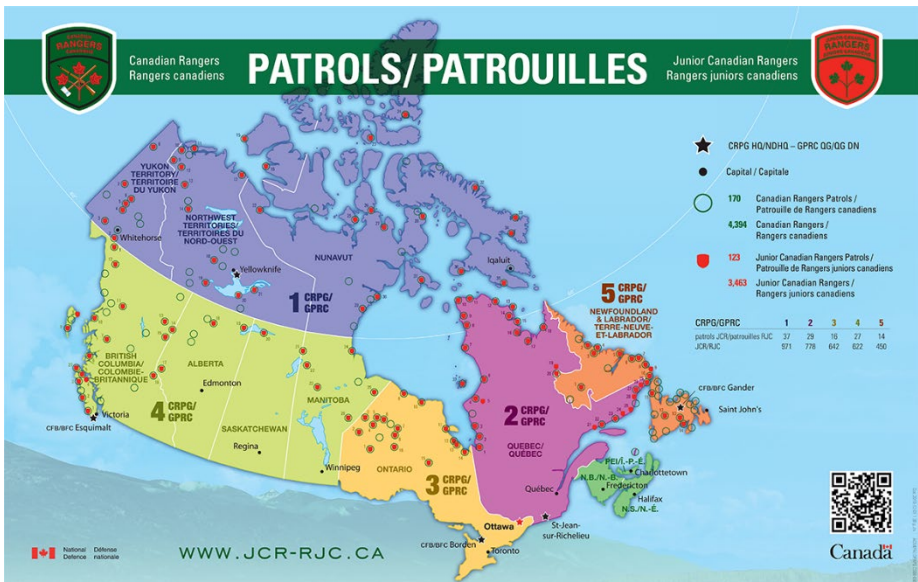 CANADIAN
RANGERS
CANADIENS
Canadian Rangers
Rangers canadiens
PATROLS/PATROUILLES
Junior Canadian Rangers
Rangers juniors canadiens
RANGERS
CRPG HQ/NDHQ – GPRC QG/QG DN
Capital / Capitale
170 Canadian Rangers Patrols /
Patrouille de Rangers canadiens
4,394 Canadian Rangers /
Rangers canadiens
123 Junior Canadian Rangers Patrols /
Patrouille de Rangers juniors canadiens
3,463 Junior Canadian Rangers /
Rangers juniors canadiens
CRPG/GPRC 1 2 3 4 5
patrols JCR/patrouilles RJC 37 29 16 27 14
JCR/RJC 971 778 642 622 450
YUKON
TERRITORY/
TERRITOIRE
DU YUKON
Whitehorse
NORTHWEST
TERRITORIES/
TERRITOIRES DU
NORD-OUEST
Yellowknife
NUNAVUT
Iqaluit
1 CRPG/
GPRC
5 CRPG/
GPRC
NEWFOUNDLAND
& LABRADOR/
TERRE-NEUVE-
ET-LABRADOR
CFB/BFC Gander
Saint John's
BRITISH
COLUMBIA/
COLOMBIE-
BRITANNIQUE
ALBERTA
Edmonton
4 CRPG/
GPRC
SASKATCHEWAN
MANITOBA
Victoria
CFB/BFC Esquimalt
Regina
Winnipeg
ONTARIO
3 CRPG/
GPRC
2 CRPG/
GPRC
QUEBEC/
QUÉBEC
Québec
PEI/Î.-P.-É.
Charlottetown
N.B./N.-B.
Fredericton
Halifax
N.S./N.-É.
Ottawa
St-Jean-
sur-Richelieu
CFB/BFC Borden
Toronto
National Défense
Defence nationale
WWW.JCR-RJC.CA
Canada